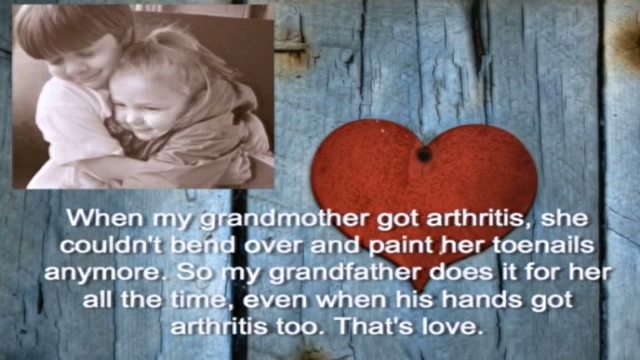 When my grandmother got arthritis, she
couldn't bend over and paint her toenails
anymore. So my grandfather does it for her
all the time, even when his hands got
arthritis too. That's love.